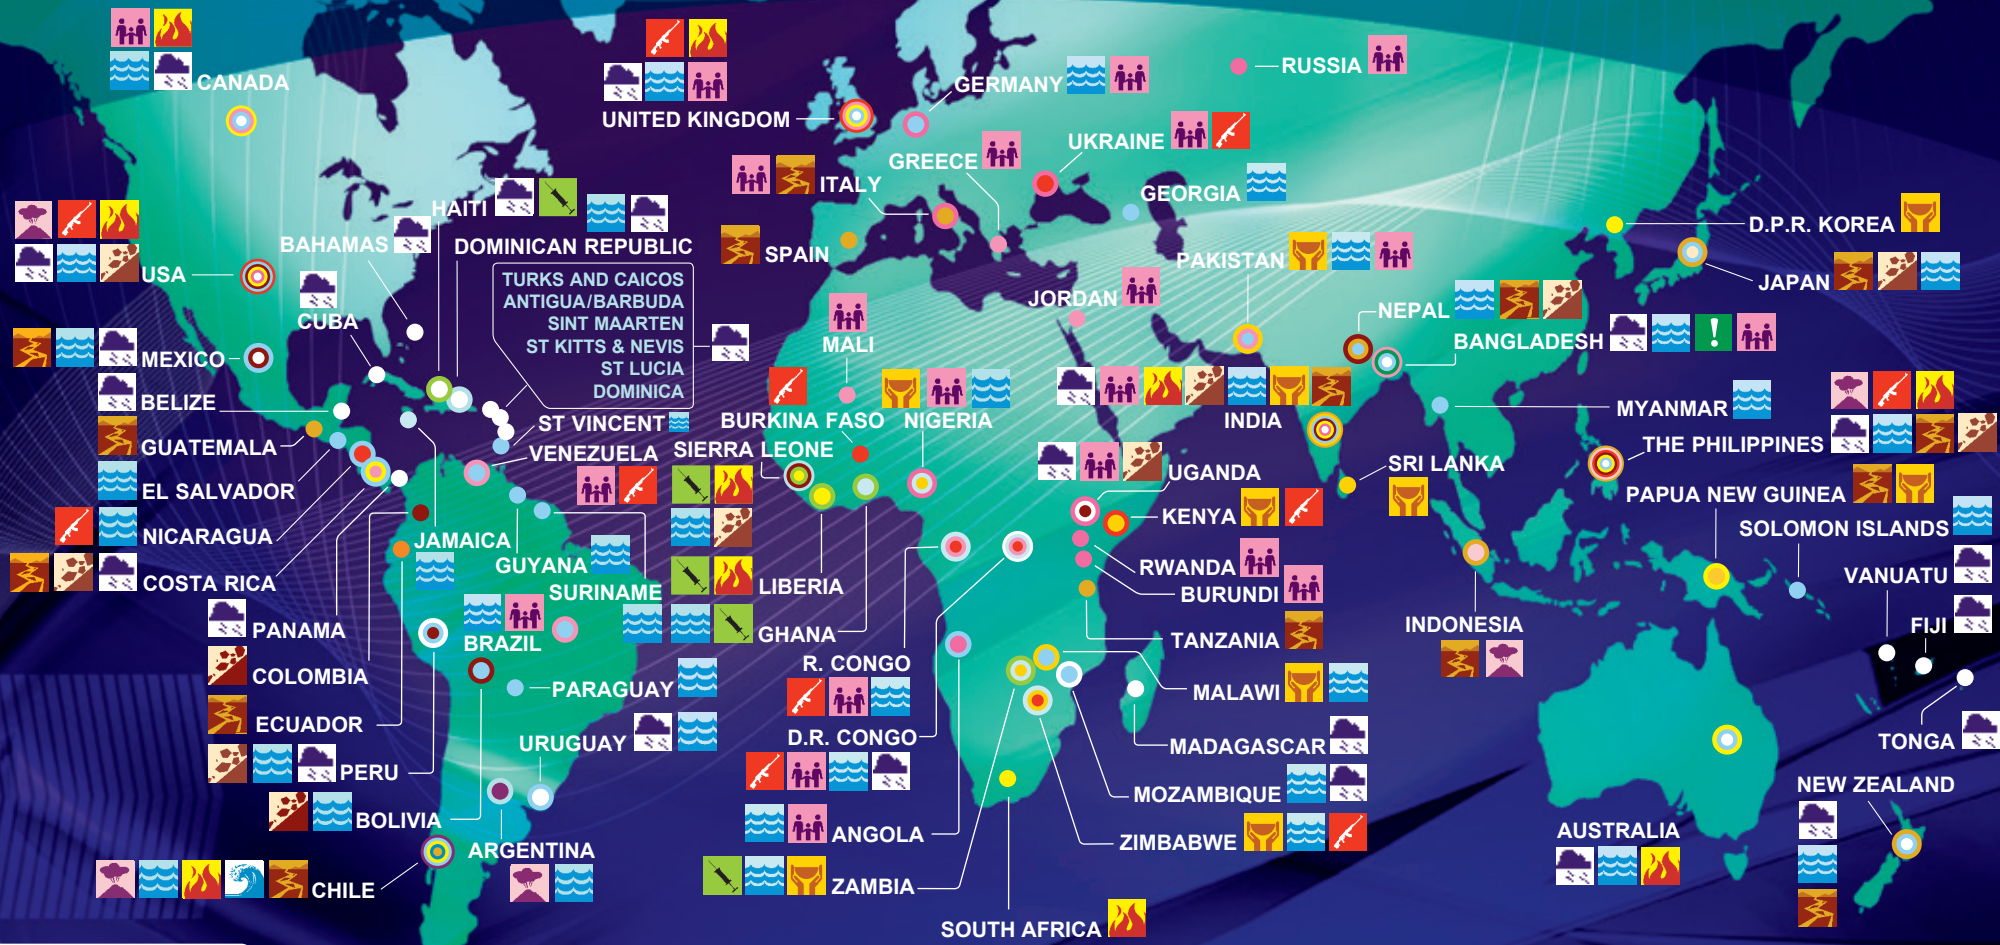 CANADA
UNITED KINGDOM
GERMANY
RUSSIA
UKRAINE
GREECE
ITALY
GEORGIA
SPAIN
HAITI
BAHAMAS
DOMINICAN REPUBLIC
USA
CUBA
TURKS AND CAICOS
ANTIGUA/BARBUDA
SINT MAARTEN
ST KITTS & NEVIS
ST LUCIA
DOMINICA
D.P.R. KOREA
PAKISTAN
JAPAN
JORDAN
NEPAL
BANGLADESH
!
MALI
MEXICO
BELIZE
MYANMAR
ST VINCENT
BURKINA FASO
NIGERIA
INDIA
GUATEMALA
VENEZUELA
SIERRA LEONE
THE PHILIPPINES
UGANDA
SRI LANKA
EL SALVADOR
PAPUA NEW GUINEA
KENYA
SOLOMON ISLANDS
NICARAGUA
JAMAICA
GUYANA
RWANDA
VANUATU
COSTA RICA
SURINAME
LIBERIA
BURUNDI
PANAMA
BRAZIL
GHANA
TANZANIA
INDONESIA
FIJI
R. CONGO
COLOMBIA
PARAGUAY
MALAWI
ECUADOR
URUGUAY
D.R. CONGO
MADAGASCAR
TONGA
PERU
MOZAMBIQUE
NEW ZEALAND
BOLIVIA
ANGOLA
ZIMBABWE
AUSTRALIA
ARGENTINA
CHILE
ZAMBIA
SOUTH AFRICA